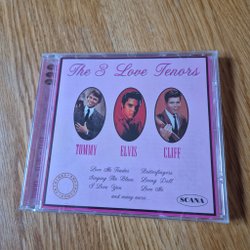 The 3 Love Tenors
TOMMY ELVIS CLIFF
Love Me Tender Butterfingers
Singing The Blues Living Doll
I Love You Love Me
and many more
SCANA